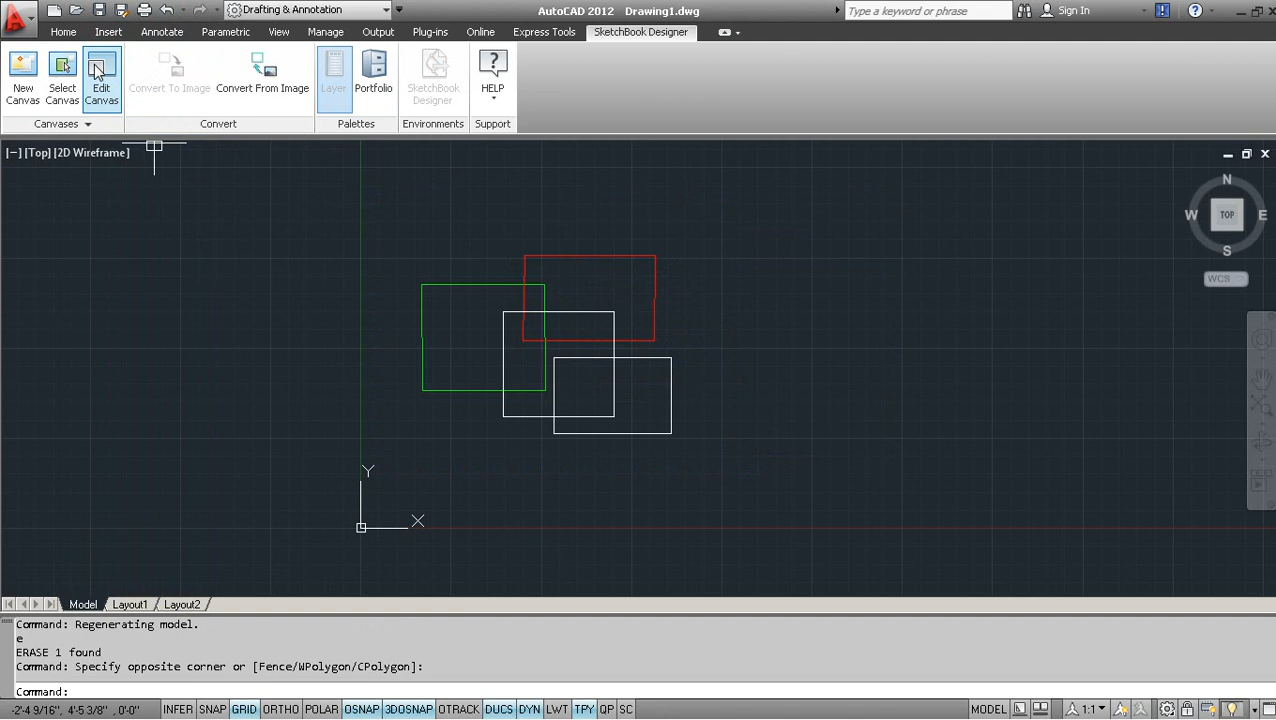 Drafting & Annotation
AutoCAD 2012 Drawing1.dwg
Type a keyword or phrase
Sign In
Home Insert Annotate Parametric View Manage Output Plug-ins Online Express Tools SketchBook Designer
New Canvas
Select Canvas
Edit Canvas
Convert To Image
Convert From Image
Layer
Portfolio
SketchBook Designer
HELP
Canvases Convert Palettes Environments Support
[−] [Top] [2D Wireframe]
N
W TOP E
S
WCS
Y
X
Model Layout1 Layout2
Command: Regenerating model.
e
ERASE 1 found
Command: Specify opposite corner or [Fence/WPolygon/CPolygon]:
Command:
-2'-4 9/16", 4'-5 3/8" , 0'-0" INFER SNAP GRID ORTHO POLAR OSNAP 3DOSNAP OTRACK DUCS DYN LWT TPY QP SC MODEL 1:1